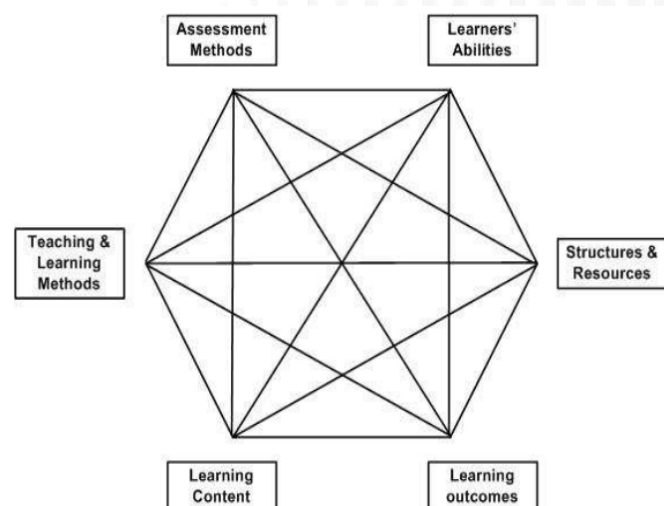 Assessment
Methods
Learners'
Abilities
Teaching &
Learning
Methods
Structures &
Resources
Learning
Content
Learning
outcomes